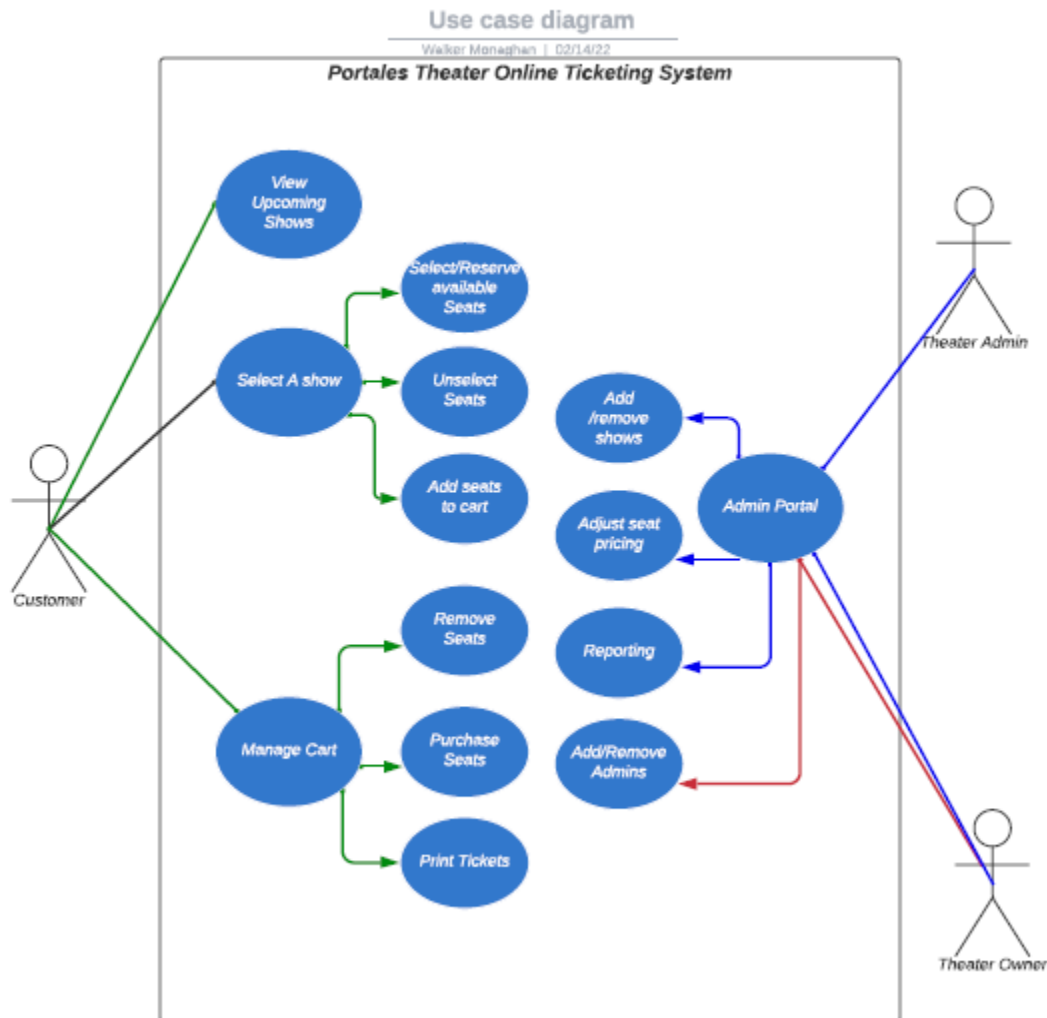 Use case diagram
Walker Monaghan | 02/14/22
Portales Theater Online Ticketing System
View
Upcoming
Shows
Select/Reserve
available
Seats
Select A show
Unselect
Seats
Add seats
to cart
Customer
Remove
Seats
Manage Cart
Purchase
Seats
Print Tickets
Add
/remove
shows
Admin Portal
Adjust seat
pricing
Reporting
Add/Remove
Admins
Theater Admin
Theater Owner